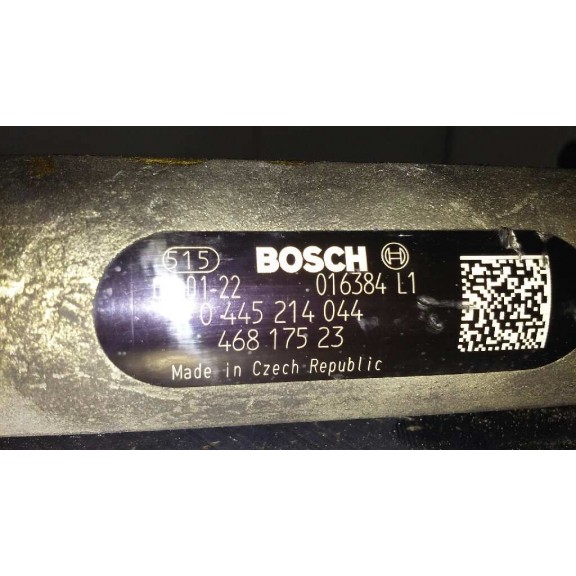 515 BOSCH
01-22 016384 L1
0 445 214 044
468 175 23
Made in Czech Republic